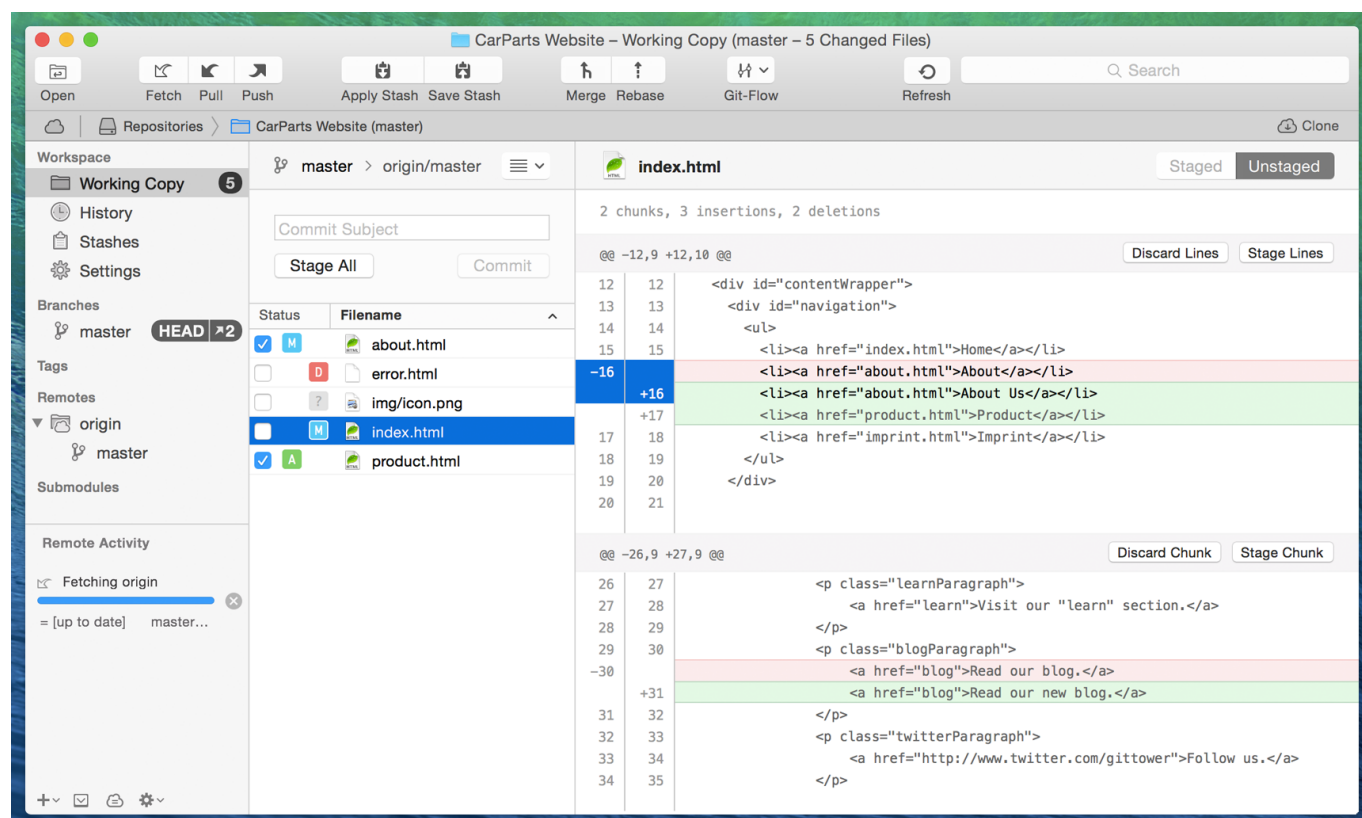 CarParts Website – Working Copy (master – 5 Changed Files)
Open Fetch Pull Push Apply Stash Save Stash Merge Rebase Git-Flow Refresh Search
Repositories CarParts Website (master) Clone
Workspace
Working Copy 5
History
Stashes
Settings
Branches
master HEAD 2
Tags
Remotes
origin
master
Submodules
Remote Activity
Fetching origin
= [up to date] master...
master > origin/master
Commit Subject
Stage All Commit
Status Filename
M HTML about.html
D error.html
? img/icon.png
M HTML index.html
A HTML product.html
HTML index.html Staged Unstaged
2 chunks, 3 insertions, 2 deletions
@@ -12,9 +12,10 @@ Discard Lines Stage Lines
12 12 <div id="contentWrapper">
13 13 <div id="navigation">
14 14 <ul>
15 15 <li><a href="index.html">Home</a></li>
-16 <li><a href="about.html">About</a></li>
+16 <li><a href="about.html">About Us</a></li>
+17 <li><a href="product.html">Product</a></li>
17 18 <li><a href="imprint.html">Imprint</a></li>
18 19 </ul>
19 20 </div>
20 21
@@ -26,9 +27,9 @@ Discard Chunk Stage Chunk
26 27 <p class="learnParagraph">
27 28 <a href="learn">Visit our "learn" section.</a>
28 29 </p>
29 30 <p class="blogParagraph">
-30 <a href="blog">Read our blog.</a>
+31 <a href="blog">Read our new blog.</a>
31 32 </p>
32 33 <p class="twitterParagraph">
33 34 <a href="http://www.twitter.com/gittower">Follow us.</a>
34 35 </p>